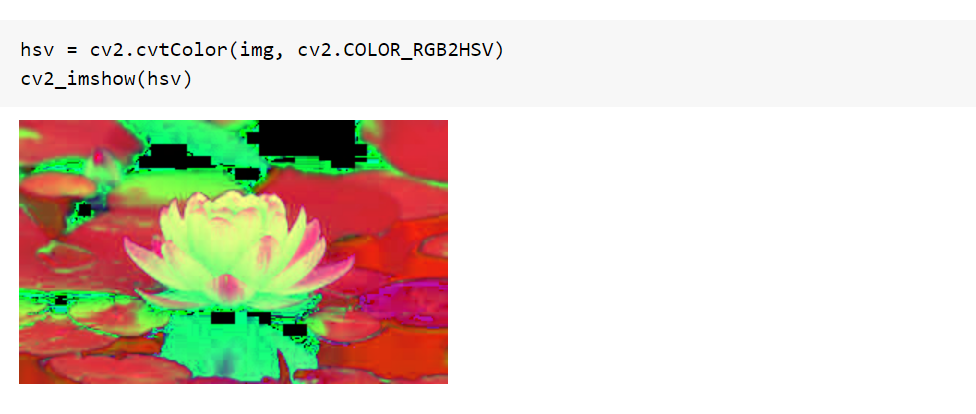 hsv = cv2.cvtColor(img, cv2.COLOR_RGB2HSV)
cv2_imshow(hsv)